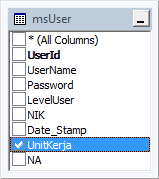 msUser
* (All Columns)
UserId
UserName
Password
LevelUser
NIK
Date_Stamp
UnitKerja
NA